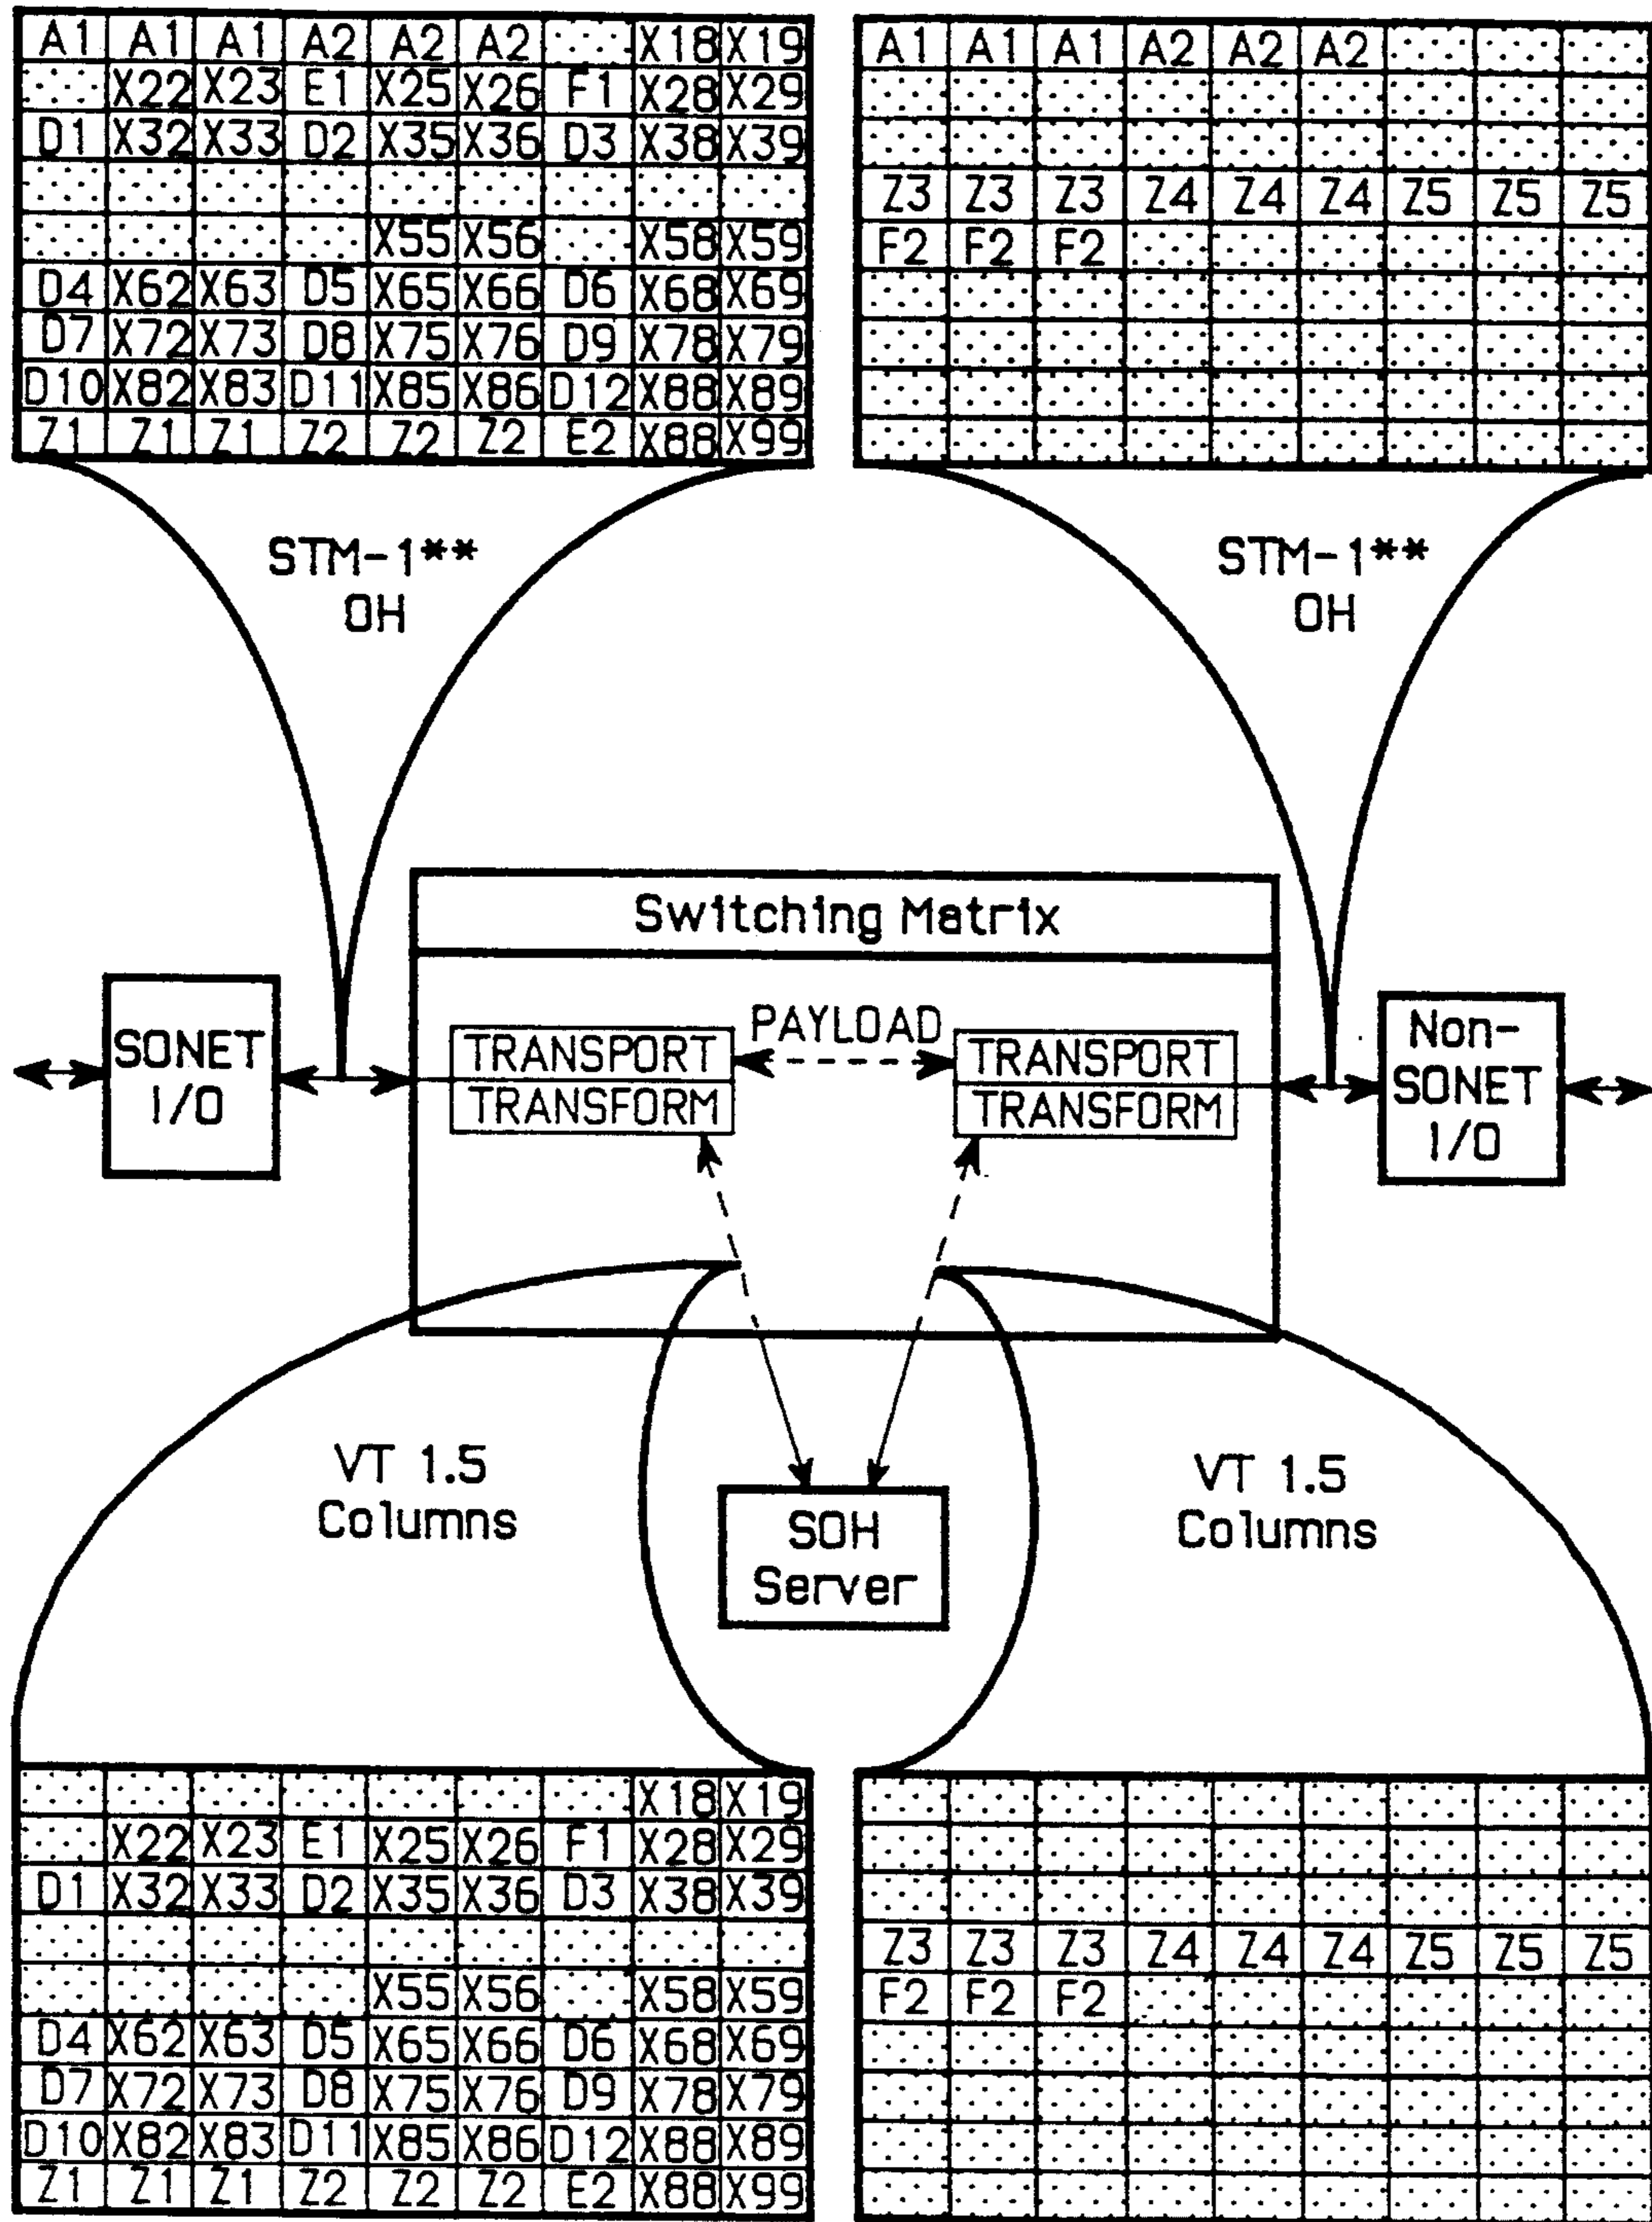 A1 A1 A1 A2 A2 A2 X18 X19
X22 X23 E1 X25 X26 F1 X28 X29
D1 X32 X33 D2 X35 X36 D3 X38 X39
X55 X56 X58 X59
D4 X62 X63 D5 X65 X66 D6 X68 X69
D7 X72 X73 D8 X75 X76 D9 X78 X79
D10 X82 X83 D11 X85 X86 D12 X88 X89
Z1 Z1 Z1 Z2 Z2 Z2 E2 X88 X99
A1 A1 A1 A2 A2 A2
Z3 Z3 Z3 Z4 Z4 Z4 Z5 Z5 Z5
F2 F2 F2
STM-1**
OH
STM-1**
OH
Switching Matrix
SONET
I/O
TRANSPORT
TRANSFORM
PAYLOAD
TRANSPORT
TRANSFORM
Non-
SONET
I/O
VT 1.5
Columns
SOH
Server
VT 1.5
Columns
X18 X19
X22 X23 E1 X25 X26 F1 X28 X29
D1 X32 X33 D2 X35 X36 D3 X38 X39
X55 X56 X58 X59
D4 X62 X63 D5 X65 X66 D6 X68 X69
D7 X72 X73 D8 X75 X76 D9 X78 X79
D10 X82 X83 D11 X85 X86 D12 X88 X89
Z1 Z1 Z1 Z2 Z2 Z2 E2 X88 X99
Z3 Z3 Z3 Z4 Z4 Z4 Z5 Z5 Z5
F2 F2 F2